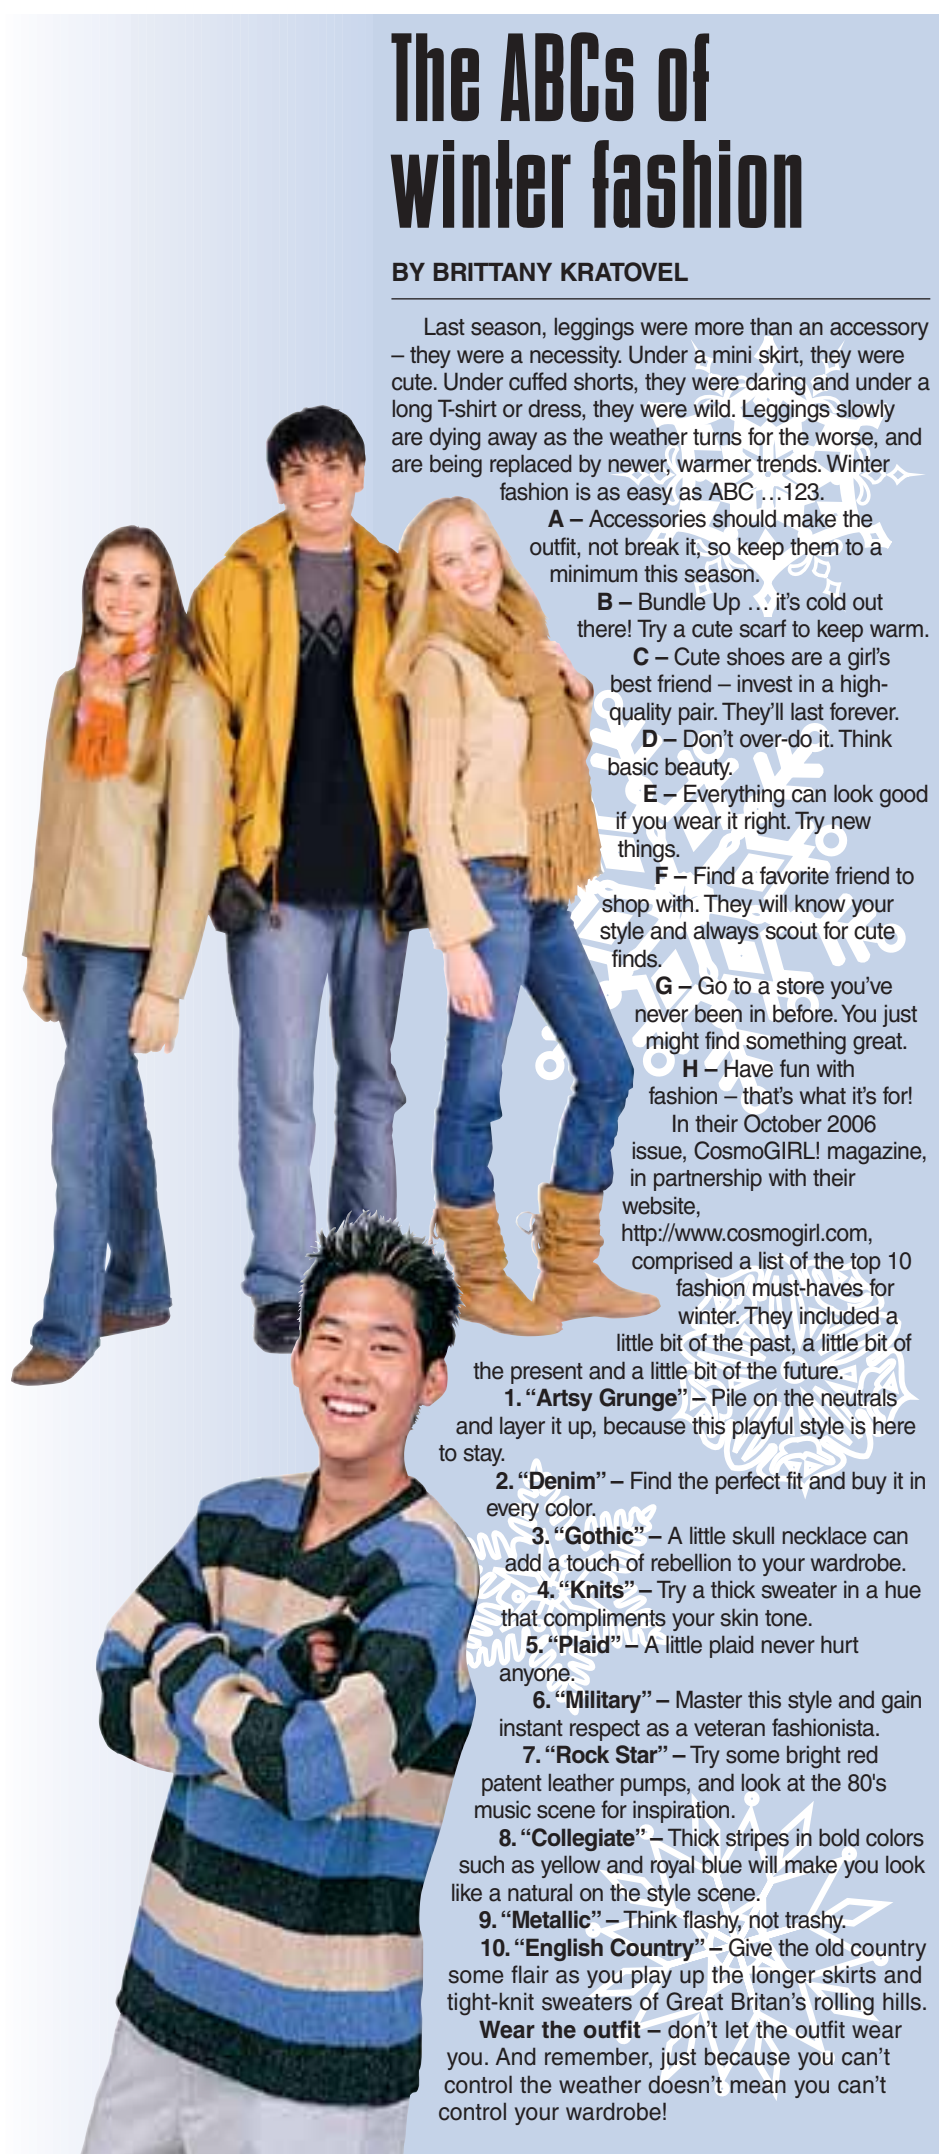 The ABCs of
winter fashion
BY BRITTANY KRATOVEL
Last season, leggings were more than an accessory
– they were a necessity. Under a mini skirt, they were
cute. Under cuffed shorts, they were daring and under a
long T-shirt or dress, they were wild. Leggings slowly
are dying away as the weather turns for the worse, and
are being replaced by newer, warmer trends. Winter
fashion is as easy as ABC …123.
A – Accessories should make the
outfit, not break it, so keep them to a
minimum this season.
B – Bundle Up … it's cold out
there! Try a cute scarf to keep warm.
C – Cute shoes are a girl's
best friend – invest in a high-
quality pair. They'll last forever.
D – Don't over-do it. Think
basic beauty.
E – Everything can look good
if you wear it right. Try new
things.
F – Find a favorite friend to
shop with. They will know your
style and always scout for cute
finds.
G – Go to a store you've
never been in before. You just
might find something great.
H – Have fun with
fashion – that's what it's for!
In their October 2006
issue, CosmoGIRL! magazine,
in partnership with their
website,
http://www.cosmogirl.com,
comprised a list of the top 10
fashion must-haves for
winter. They included a
little bit of the past, a little bit of
the present and a little bit of the future.
1. “Artsy Grunge” – Pile on the neutrals
and layer it up, because this playful style is here
to stay.
2. “Denim” – Find the perfect fit and buy it in
every color.
3. “Gothic” – A little skull necklace can
add a touch of rebellion to your wardrobe.
4. “Knits” – Try a thick sweater in a hue
that compliments your skin tone.
5. “Plaid” – A little plaid never hurt
anyone.
6. “Military” – Master this style and gain
instant respect as a veteran fashionista.
7. “Rock Star” – Try some bright red
patent leather pumps, and look at the 80's
music scene for inspiration.
8. “Collegiate” – Thick stripes in bold colors
such as yellow and royal blue will make you look
like a natural on the style scene.
9. “Metallic” – Think flashy, not trashy.
10. “English Country” – Give the old country
some flair as you play up the longer skirts and
tight-knit sweaters of Great Britan's rolling hills.
Wear the outfit – don't let the outfit wear
you. And remember, just because you can't
control the weather doesn't mean you can't
control your wardrobe!